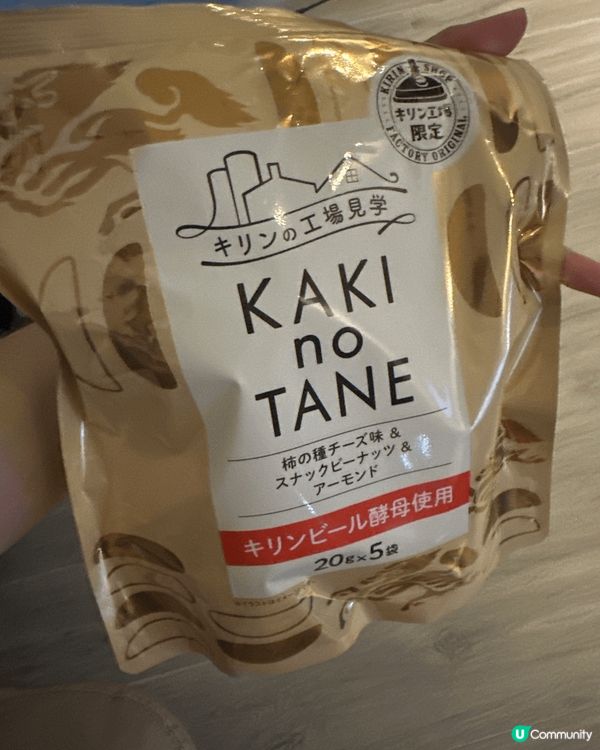 KIRIN SHOP
キリン工場
限定
FACTORY ORIGINAL
キリンの工場見学
KAKI
no
TANE
柿の種チーズ味 &
スナックピーナッツ &
アーモンド
キリンビール酵母使用
20g×5袋
U Community